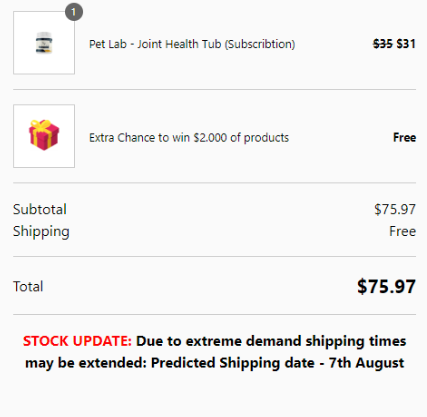 1
Pet Lab - Joint Health Tub (Subscribtion)
$35 $31
Extra Chance to win $2.000 of products
Free
Subtotal
$75.97
Shipping
Free
Total
$75.97
STOCK UPDATE: Due to extreme demand shipping times
may be extended: Predicted Shipping date - 7th August